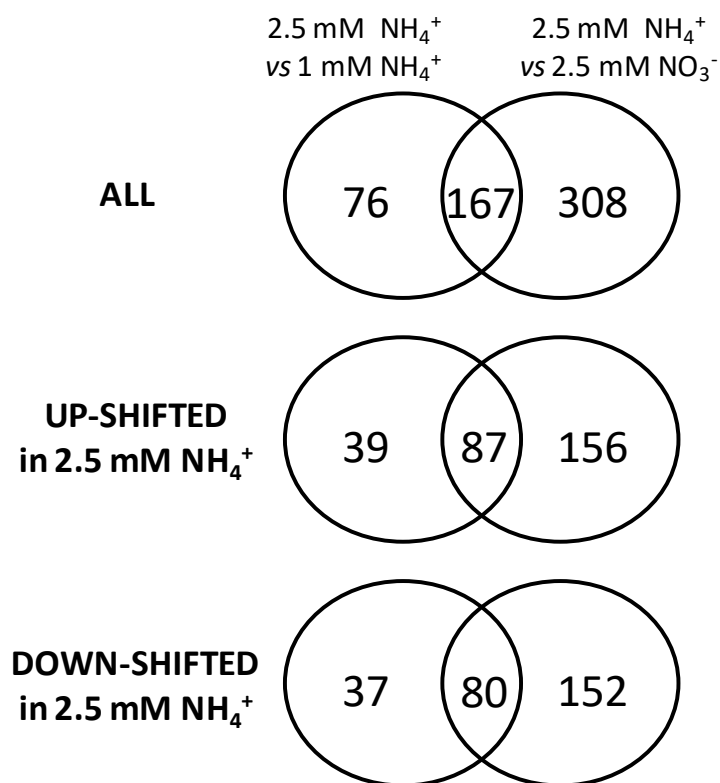 2.5 mM NH₄⁺
vs 1 mM NH₄⁺
2.5 mM NH₄⁺
vs 2.5 mM NO₃⁻
ALL
76
167
308
UP-SHIFTED
in 2.5 mM NH₄⁺
39
87
156
DOWN-SHIFTED
in 2.5 mM NH₄⁺
37
80
152